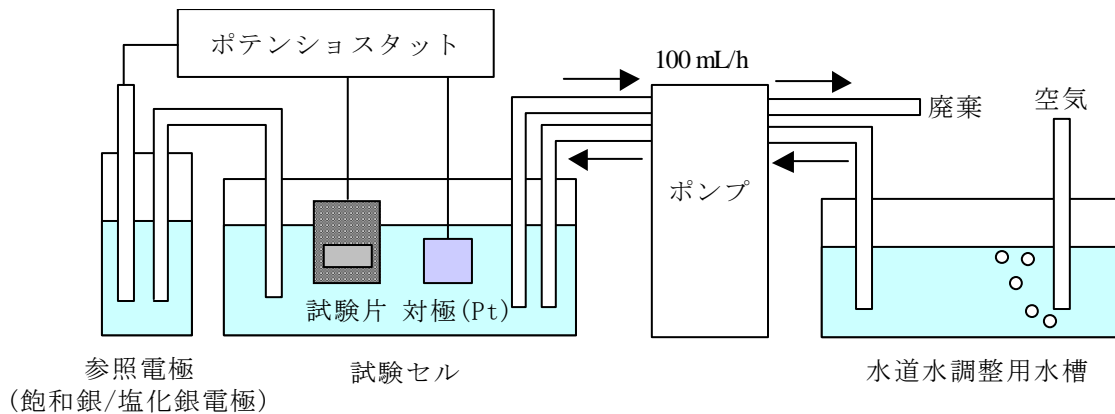 ポテンショスタット
100 mL/h
廃棄
空気
ポンプ
試験片
対極(Pt)
参照電極
(飽和銀/塩化銀電極)
試験セル
水道水調整用水槽